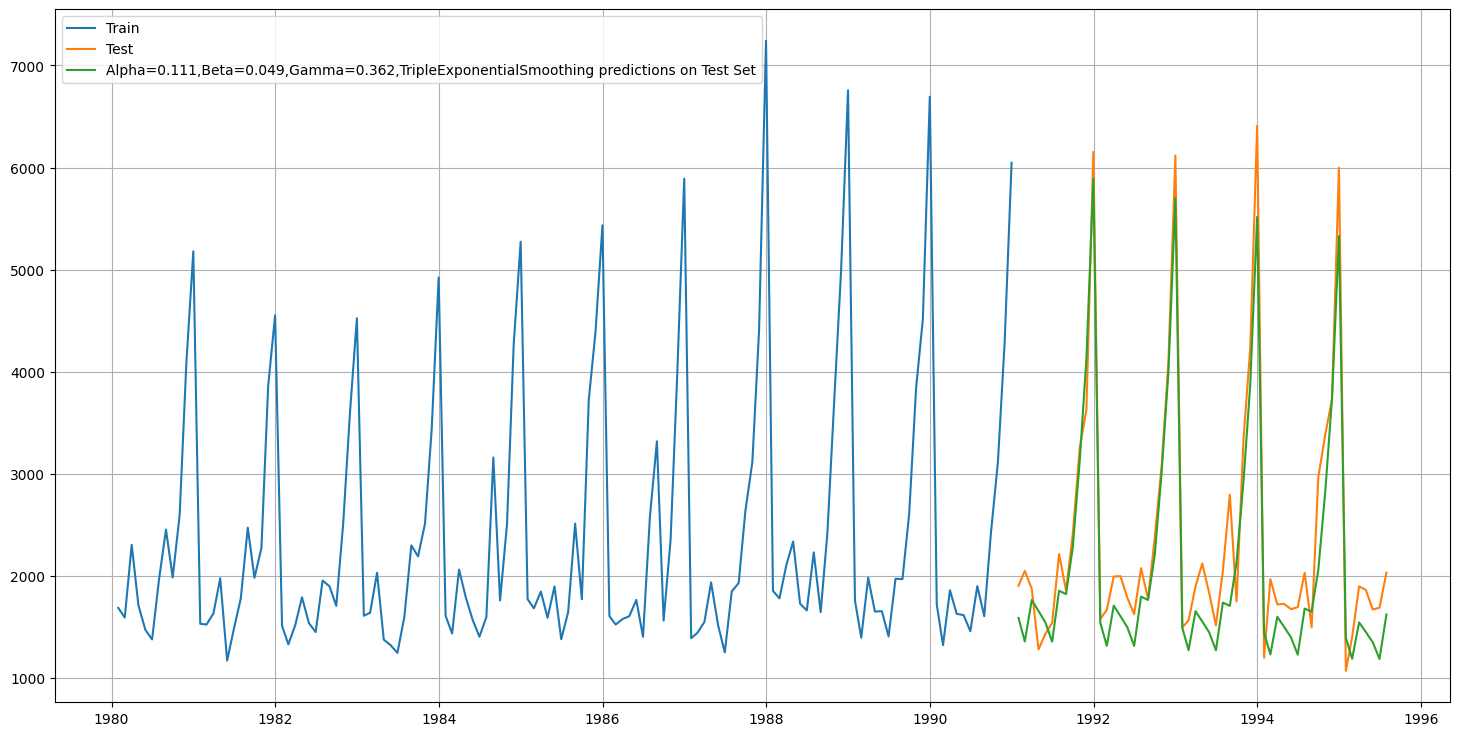 Train
Test
Alpha=0.111,Beta=0.049,Gamma=0.362,TripleExponentialSmoothing predictions on Test Set
7000
6000
5000
4000
3000
2000
1000
1980 1982 1984 1986 1988 1990 1992 1994 1996